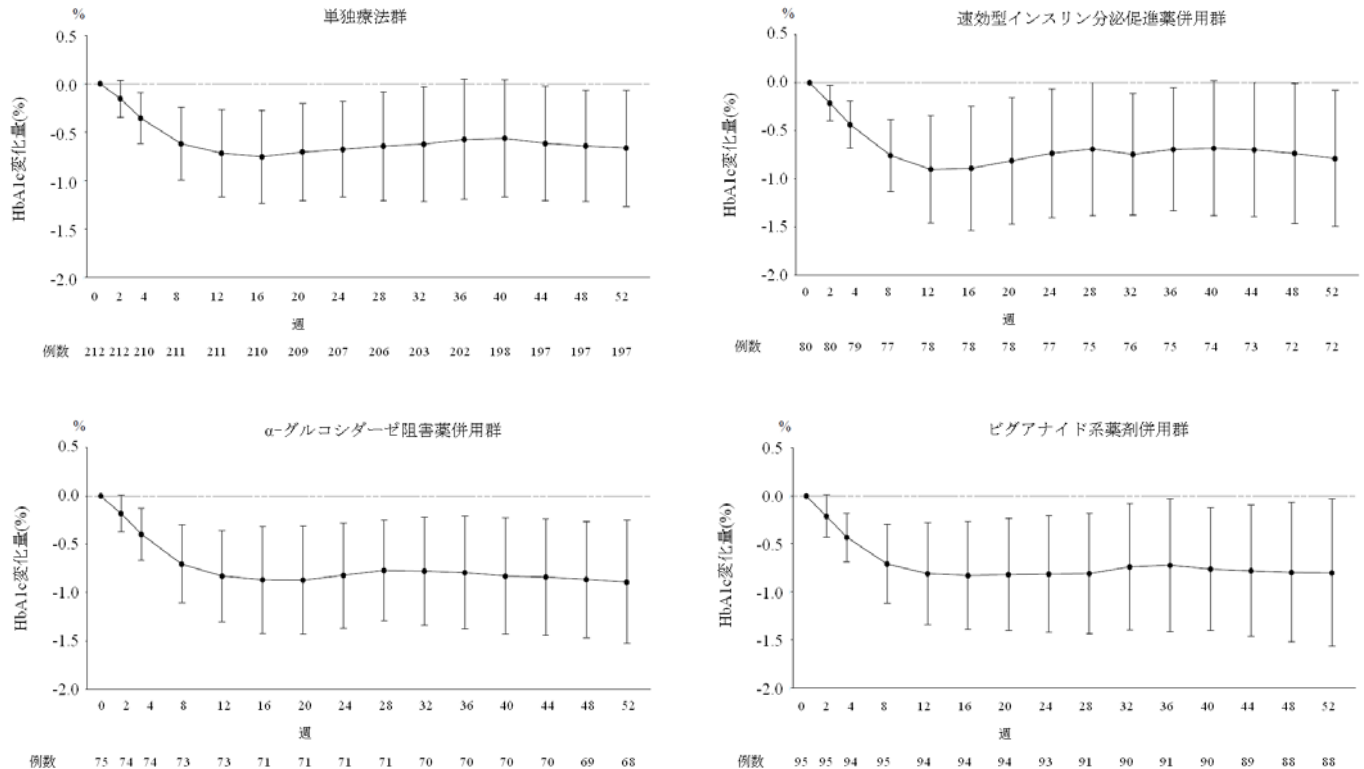 %
単独療法群
0.5
0.0
-0.5
-1.0
-1.5
-2.0
HbA1c変化量(%)
0 2 4 8 12 16 20 24 28 32 36 40 44 48 52
週
例数 212 212 210 211 211 210 209 207 206 203 202 198 197 197 197
%
速効型インスリン分泌促進薬併用群
0.5
0.0
-0.5
-1.0
-1.5
-2.0
HbA1c変化量(%)
0 2 4 8 12 16 20 24 28 32 36 40 44 48 52
週
例数 80 80 79 77 78 78 78 77 75 76 75 74 73 72 72
%
α-グルコシダーゼ阻害薬併用群
0.5
0.0
-0.5
-1.0
-1.5
-2.0
HbA1c変化量(%)
0 2 4 8 12 16 20 24 28 32 36 40 44 48 52
週
例数 75 74 74 73 73 71 71 71 71 70 70 70 70 69 68
%
ビグアナイド系薬剤併用群
0.5
0.0
-0.5
-1.0
-1.5
-2.0
HbA1c変化量(%)
0 2 4 8 12 16 20 24 28 32 36 40 44 48 52
週
例数 95 95 94 95 94 94 94 93 91 90 91 90 89 88 88